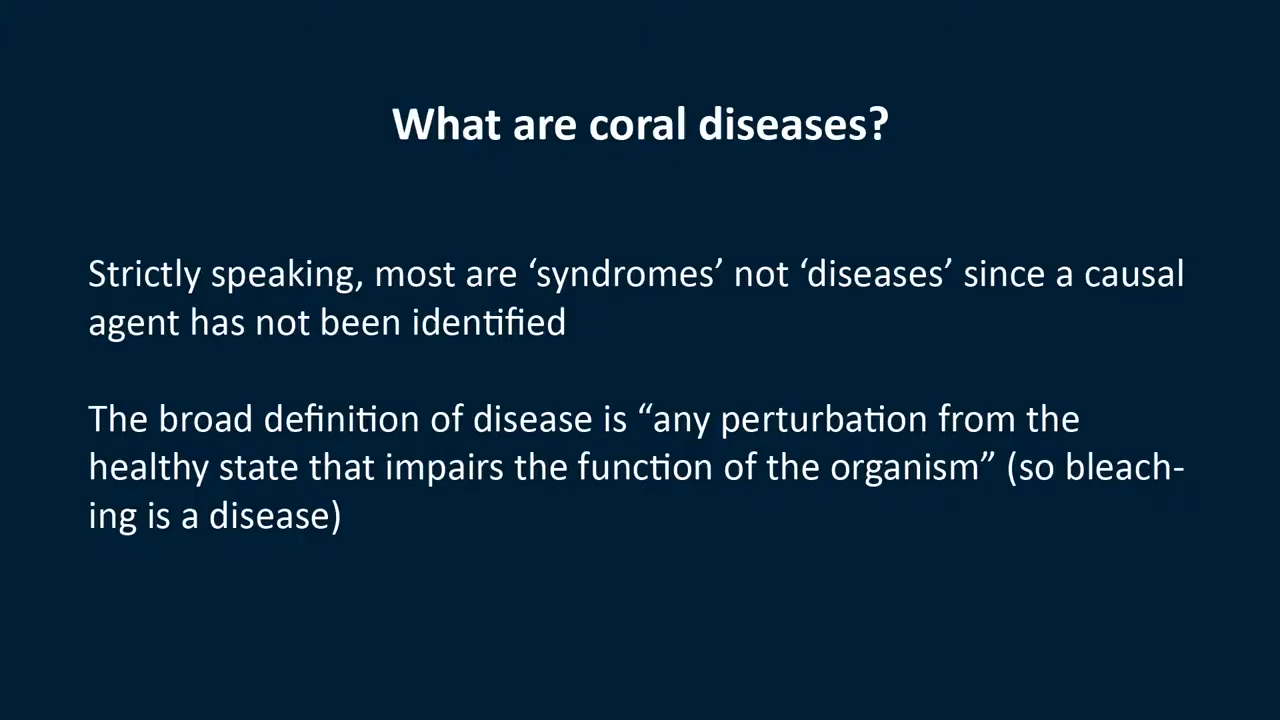 What are coral diseases?
Strictly speaking, most are ‘syndromes’ not ‘diseases’ since a causal
agent has not been identified
The broad definition of disease is “any perturbation from the
healthy state that impairs the function of the organism” (so bleach-
ing is a disease)